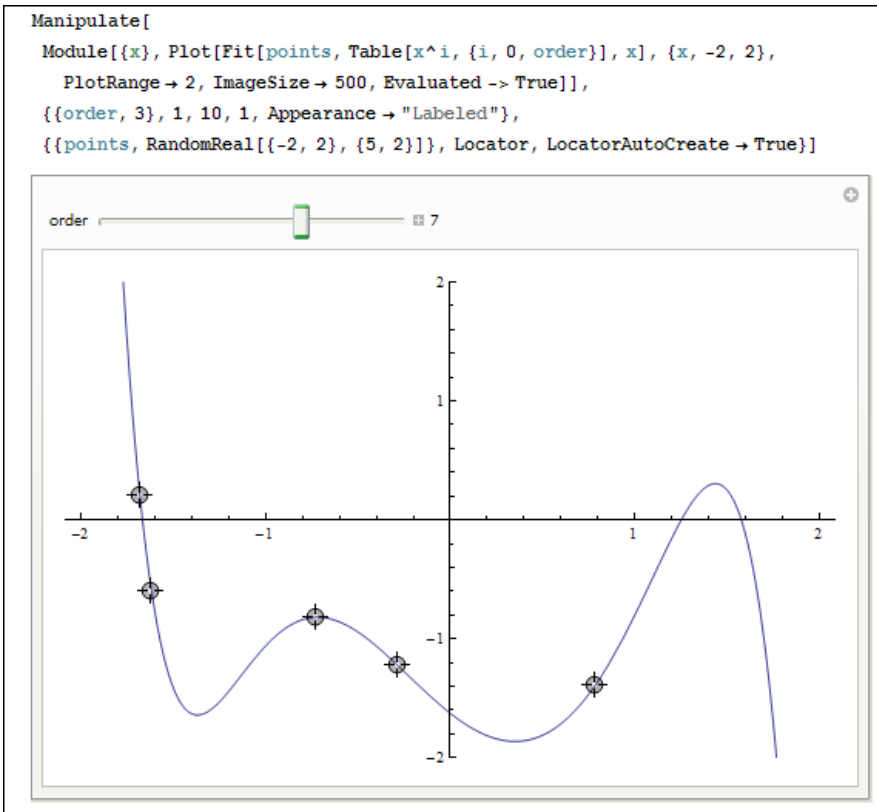 Manipulate[
Module[{x}, Plot[Fit[points, Table[x^i, {i, 0, order}], x], {x, -2, 2},
PlotRange → 2, ImageSize → 500, Evaluated -> True]],
{{order, 3}, 1, 10, 1, Appearance → "Labeled"},
{{points, RandomReal[{-2, 2}, {5, 2}]}, Locator, LocatorAutoCreate → True}]
order 7
2
1
-2 -1 1 2
-1
-2